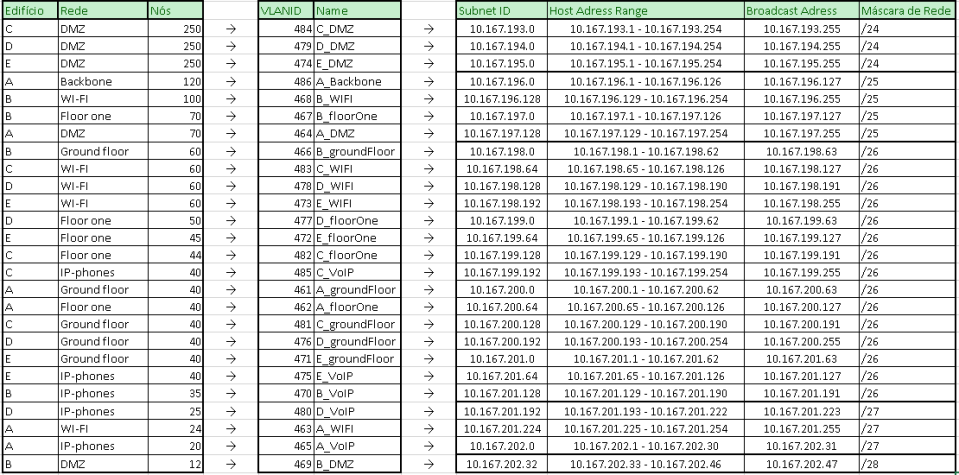 Edifício Rede Nós VLANID Name Subnet ID Host Adress Range Broadcast Adress Máscara de Rede
C DMZ 250 → 484 C_DMZ → 10.167.193.0 10.167.193.1 - 10.167.193.254 10.167.193.255 /24
D DMZ 250 → 479 D_DMZ → 10.167.194.0 10.167.194.1 - 10.167.194.254 10.167.194.255 /24
E DMZ 250 → 474 E_DMZ → 10.167.195.0 10.167.195.1 - 10.167.195.254 10.167.195.255 /24
A Backbone 120 → 486 A_Backbone → 10.167.196.0 10.167.196.1 - 10.167.196.126 10.167.196.127 /25
B WI-FI 100 → 468 B_WIFI → 10.167.196.128 10.167.196.129 - 10.167.196.254 10.167.196.255 /25
B Floor one 70 → 467 B_floorOne → 10.167.197.0 10.167.197.1 - 10.167.197.126 10.167.197.127 /25
A DMZ 70 → 464 A_DMZ → 10.167.197.128 10.167.197.129 - 10.167.197.254 10.167.197.255 /25
B Ground floor 60 → 466 B_groundFloor → 10.167.198.0 10.167.198.1 - 10.167.198.62 10.167.198.63 /26
C WI-FI 60 → 483 C_WIFI → 10.167.198.64 10.167.198.65 - 10.167.198.126 10.167.198.127 /26
D WI-FI 60 → 478 D_WIFI → 10.167.198.128 10.167.198.129 - 10.167.198.190 10.167.198.191 /26
E WI-FI 60 → 473 E_WIFI → 10.167.198.192 10.167.198.193 - 10.167.198.254 10.167.198.255 /26
D Floor one 50 → 477 D_floorOne → 10.167.199.0 10.167.199.1 - 10.167.199.62 10.167.199.63 /26
E Floor one 45 → 472 E_floorOne → 10.167.199.64 10.167.199.65 - 10.167.199.126 10.167.199.127 /26
C Floor one 44 → 482 C_floorOne → 10.167.199.128 10.167.199.129 - 10.167.199.190 10.167.199.191 /26
C IP-phones 40 → 485 C_VoIP → 10.167.199.192 10.167.199.193 - 10.167.199.254 10.167.199.255 /26
A Ground floor 40 → 461 A_groundFloor → 10.167.200.0 10.167.200.1 - 10.167.200.62 10.167.200.63 /26
A Floor one 40 → 462 A_floorOne → 10.167.200.64 10.167.200.65 - 10.167.200.126 10.167.200.127 /26
C Ground floor 40 → 481 C_groundFloor → 10.167.200.128 10.167.200.129 - 10.167.200.190 10.167.200.191 /26
D Ground floor 40 → 476 D_groundFloor → 10.167.200.192 10.167.200.193 - 10.167.200.254 10.167.200.255 /26
E Ground floor 40 → 471 E_groundFloor → 10.167.201.0 10.167.201.1 - 10.167.201.62 10.167.201.63 /26
E IP-phones 40 → 475 E_VoIP → 10.167.201.64 10.167.201.65 - 10.167.201.126 10.167.201.127 /26
B IP-phones 35 → 470 B_VoIP → 10.167.201.128 10.167.201.129 - 10.167.201.190 10.167.201.191 /26
D IP-phones 25 → 480 D_VoIP → 10.167.201.192 10.167.201.193 - 10.167.201.222 10.167.201.223 /27
A WI-FI 24 → 463 A_WIFI → 10.167.201.224 10.167.201.225 - 10.167.201.254 10.167.201.255 /27
A IP-phones 20 → 465 A_VoIP → 10.167.202.0 10.167.202.1 - 10.167.202.30 10.167.202.31 /27
B DMZ 12 → 469 B_DMZ → 10.167.202.32 10.167.202.33 - 10.167.202.46 10.167.202.47 /28